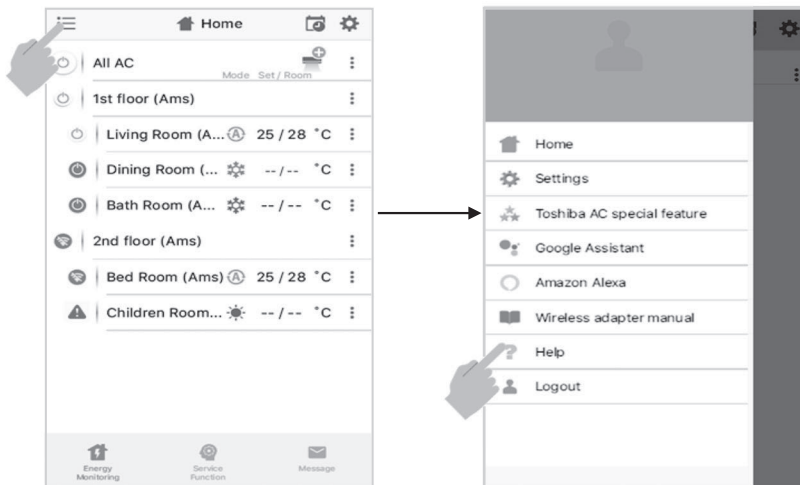 Home
All AC
Mode Set / Room
1st floor (Ams)
Living Room (A... A 25 / 28 °C
Dining Room (... -- / -- °C
Bath Room (A... -- / -- °C
2nd floor (Ams)
Bed Room (Ams) A 25 / 28 °C
Children Room... -- / -- °C
Energy
Monitoring
Service
Function
Message
Home
Settings
Toshiba AC special feature
Google Assistant
Amazon Alexa
Wireless adapter manual
Help
Logout